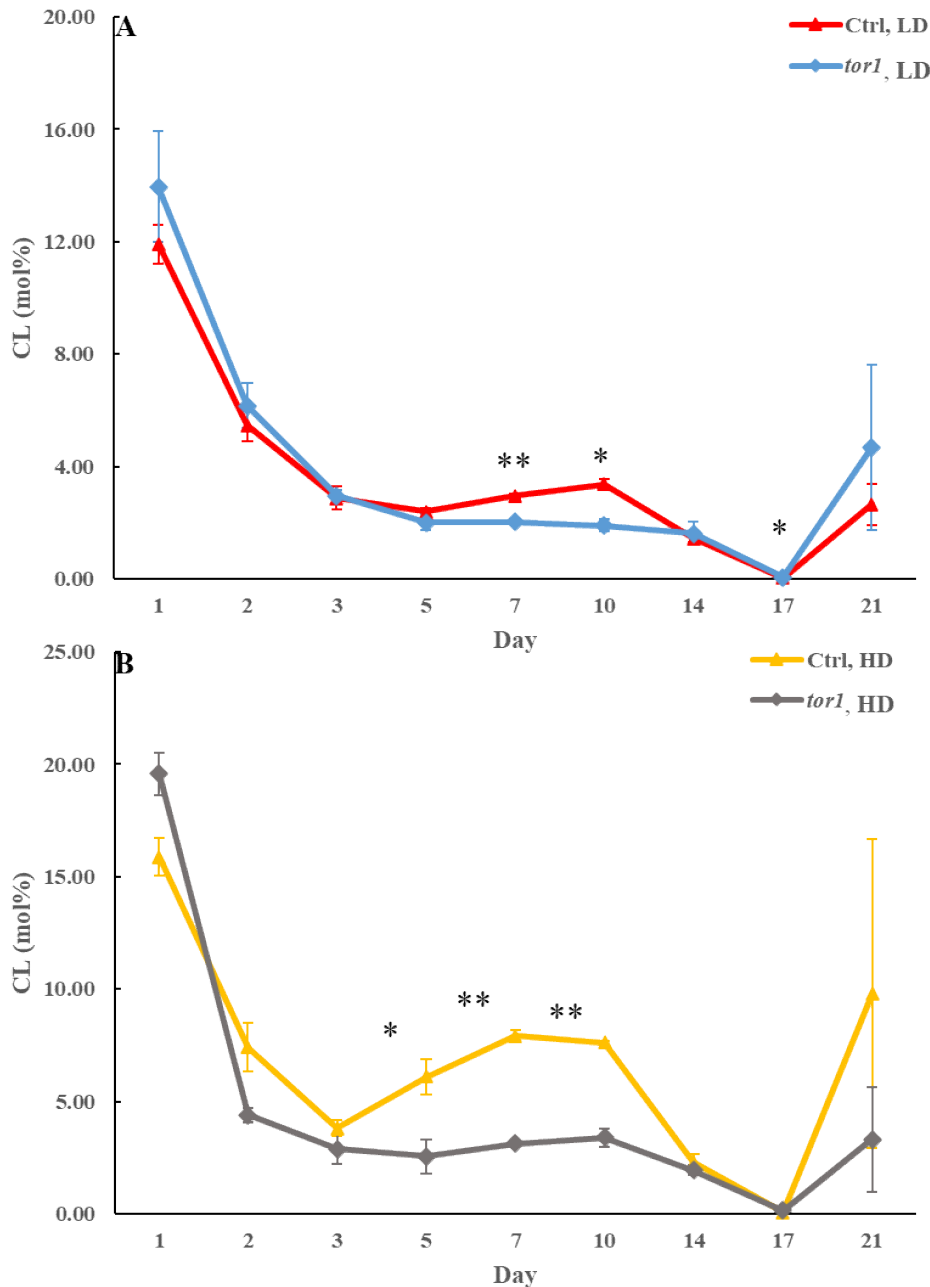 A
20.00
16.00
12.00
8.00
4.00
0.00
CL (mol%)
Ctrl, LD
tor1, LD
** * *
1 2 3 5 7 10 14 17 21
Day
B
25.00
20.00
15.00
10.00
5.00
0.00
CL (mol%)
Ctrl, HD
tor1, HD
* ** **
1 2 3 5 7 10 14 17 21
Day